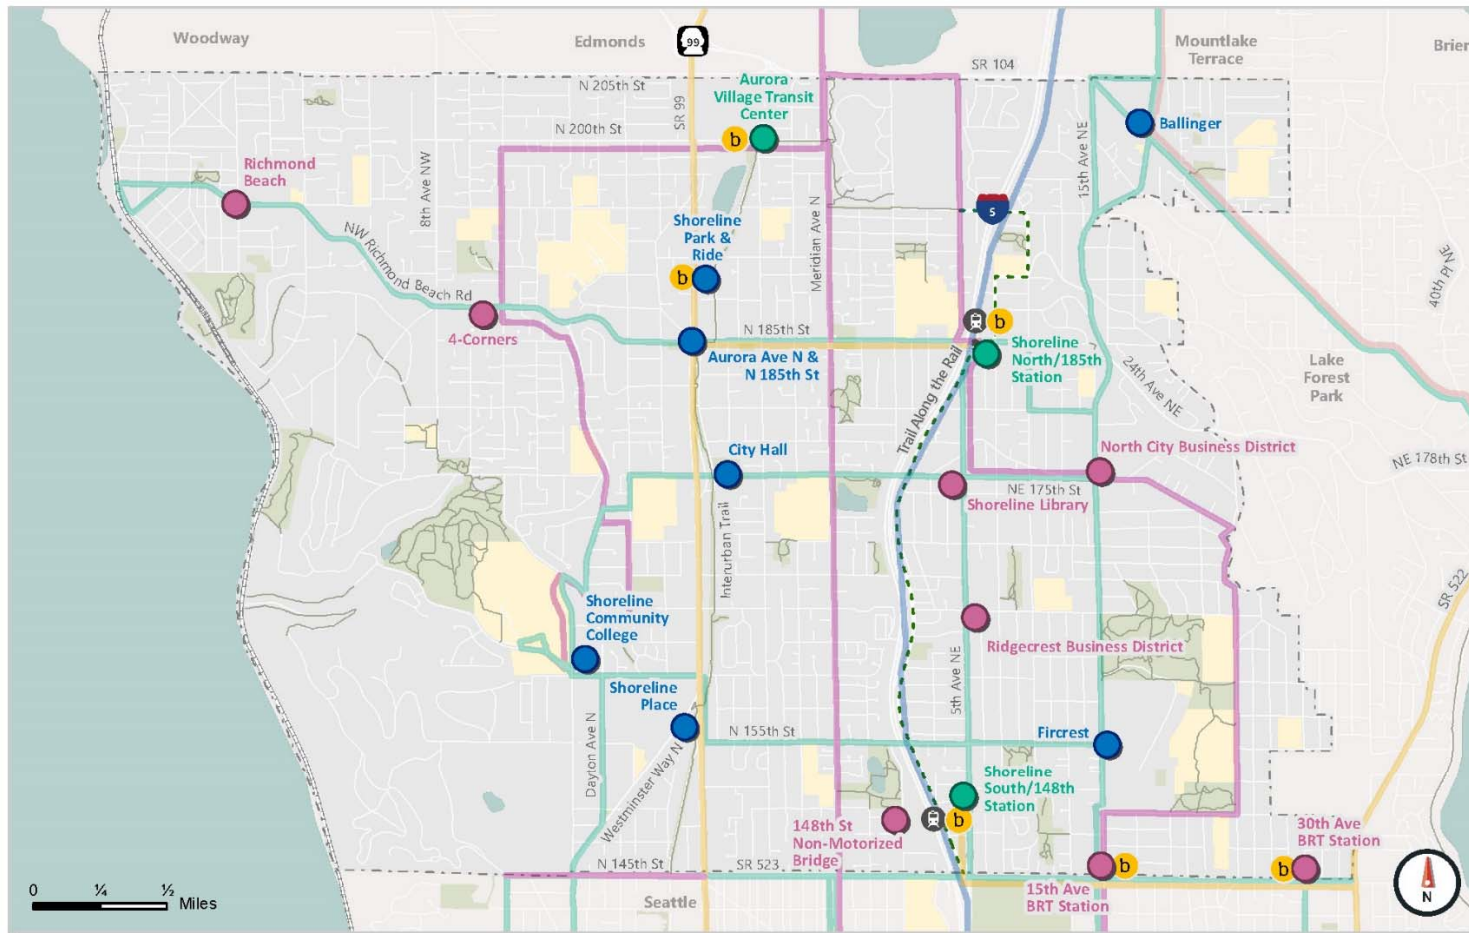 Woodway
Edmonds
99
Mountlake
Terrace
Brier
SR 104
N 205th St
Aurora
Village Transit
Center
SR 99
N 200th St
b
15th Ave NE
Ballinger
Richmond
Beach
8th Ave NW
Meridian Ave N
5
Shoreline
Park &
Ride
b
NW Richmond Beach Rd
40th Pl NE
4-Corners
N 185th St
b
Aurora Ave N &
N 185th St
Shoreline
North/185th
Station
Trail Along the Rail
24th Ave NE
Lake
Forest
Park
City Hall
North City Business District
NE 178th St
NE 175th St
Shoreline Library
Interurban Trail
Shoreline
Community
College
SR 522
Ridgecrest Business District
5th Ave NE
Shoreline
Place
N 155th St
Fircrest
Dayton Ave N
Westminster Way N
Shoreline
South/148th
Station
148th St
Non-Motorized
Bridge
b
30th Ave
BRT Station
b
b
N 145th St
SR 523
15th Ave
BRT Station
Seattle
0 ¼ ½
Miles
N